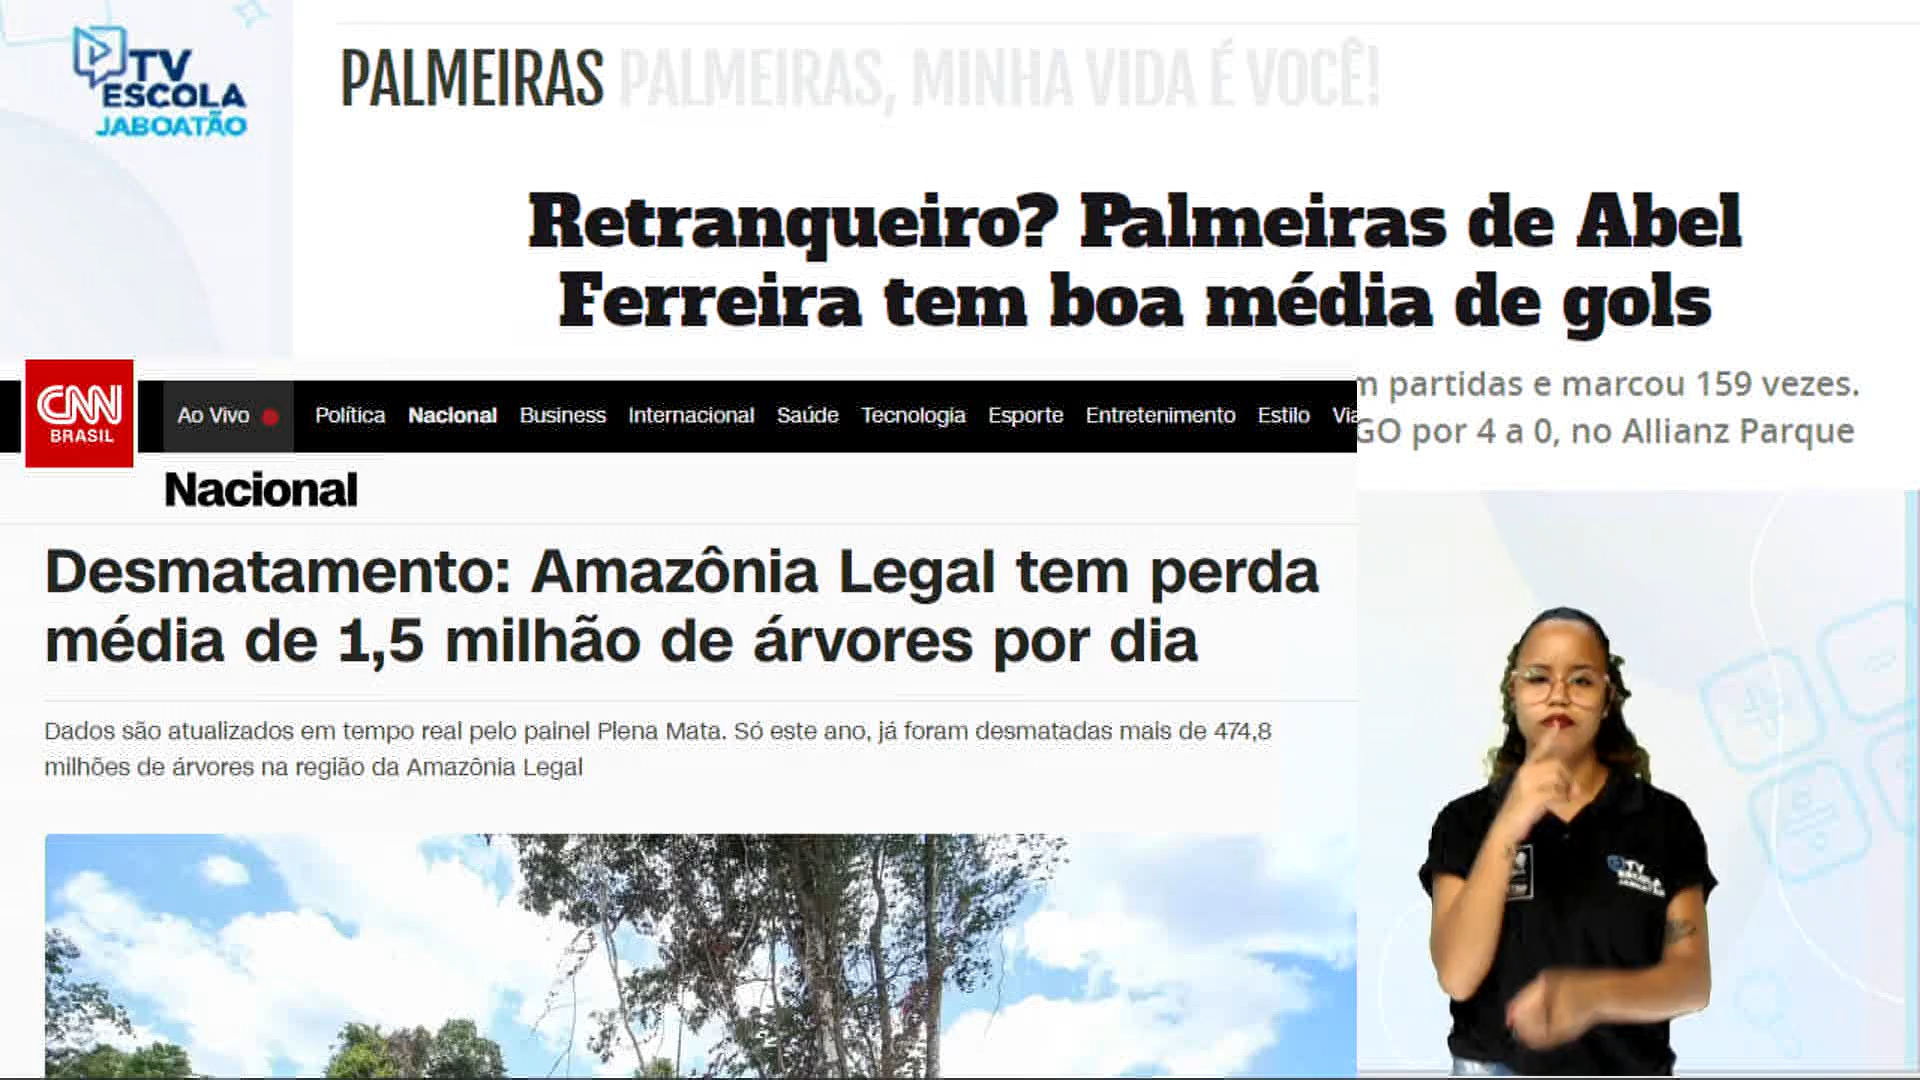 TV
ESCOLA
JABOATÃO
PALMEIRAS PALMEIRAS, MINHA VIDA É VOCÊ!
Retranqueiro? Palmeiras de Abel
Ferreira tem boa média de gols
partidas e marcou 159 vezes.
GO por 4 a 0, no Allianz Parque
CNN
BRASIL
Ao Vivo Política Nacional Business Internacional Saúde Tecnologia Esporte Entretenimento Estilo
Nacional
Desmatamento: Amazônia Legal tem perda
média de 1,5 milhão de árvores por dia
Dados são atualizados em tempo real pelo painel Plena Mata. Só este ano, já foram desmatadas mais de 474,8
milhões de árvores na região da Amazônia Legal
TV
ESCOLA
JABOATÃO